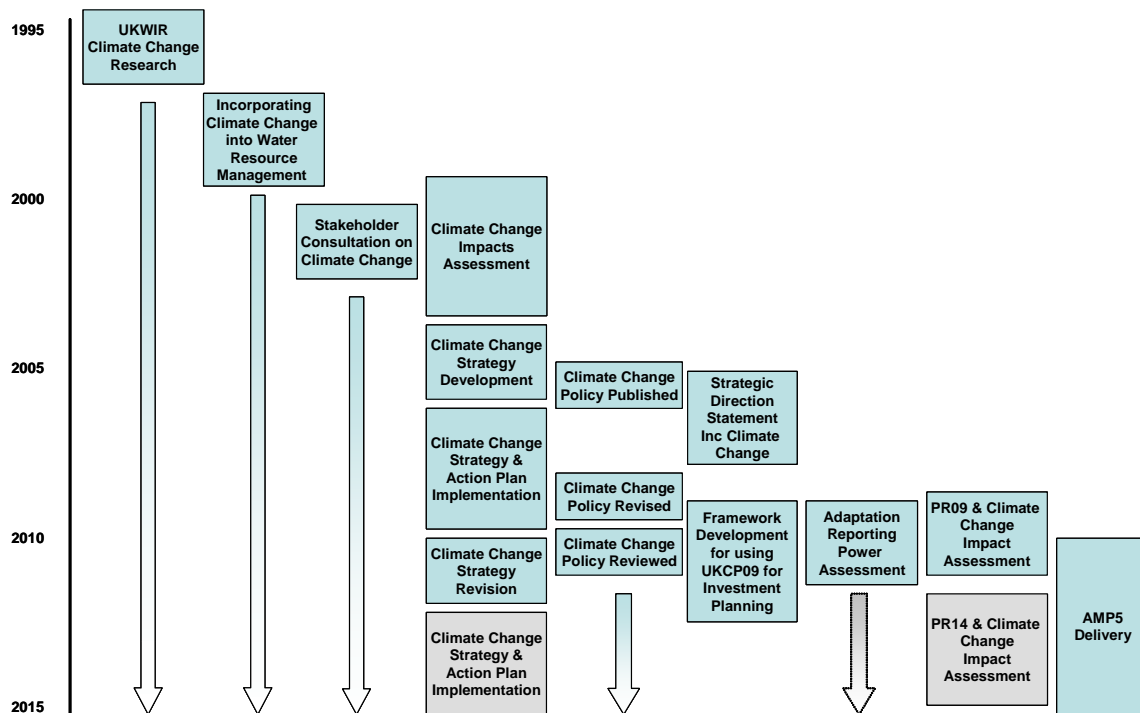 1995
2000
2005
2010
2015
UKWIR
Climate Change
Research
Incorporating
Climate Change
into Water
Resource
Management
Stakeholder
Consultation on
Climate Change
Climate Change
Impacts
Assessment
Climate Change
Strategy
Development
Climate Change
Strategy &
Action Plan
Implementation
Climate Change
Strategy
Revision
Climate Change
Strategy &
Action Plan
Implementation
Climate Change
Policy Published
Climate Change
Policy Revised
Climate Change
Policy Reviewed
Strategic
Direction
Statement
Inc Climate
Change
Framework
Development
for using
UKCP09 for
Investment
Planning
Adaptation
Reporting
Power
Assessment
PR09 & Climate
Change
Impact
Assessment
PR14 & Climate
Change
Impact
Assessment
AMP5
Delivery